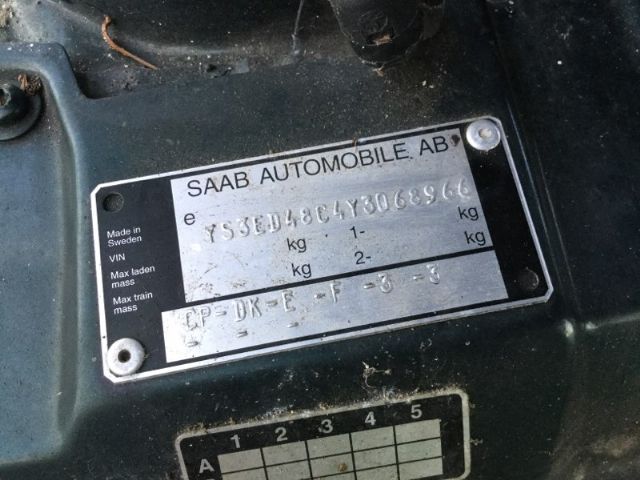 SAAB AUTOMOBILE AB
e
Made in
Sweden
VIN YS3ED48C4Y3068966
Max laden
mass kg 1- kg
Max train
mass kg 2- kg
CP-DK-E -F -3 -3
- - -
1 2 3 4 5
A